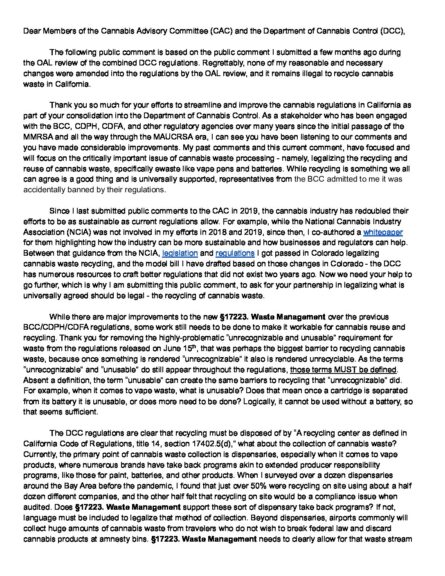 Dear Members of the Cannabis Advisory Committee (CAC) and the Department of Cannabis Control (DCC),
The following public comment is based on the public comment I submitted a few months ago during
the OAL review of the combined DCC regulations. Regrettably, none of my reasonable and necessary
changes were amended into the regulations by the OAL review, and it remains illegal to recycle cannabis
waste in California.
Thank you so much for your efforts to streamline and improve the cannabis regulations in California as
part of your consolidation into the Department of Cannabis Control. As a stakeholder who has been engaged
with the BCC, CDPH, CDFA, and other regulatory agencies over many years since the initial passage of the
MMRSA and all the way through the MAUCRSA era, I can see you have been listening to our comments and
you have made considerable improvements. My past comments and this current comment, have focused and
will focus on the critically important issue of cannabis waste processing - namely, legalizing the recycling and
reuse of cannabis waste, specifically ewaste like vape pens and batteries. While recycling is something we all
can agree is a good thing and is universally supported, representatives from the BCC admitted to me it was
accidentally banned by their regulations.
Since I last submitted public comments to the CAC in 2019, the cannabis industry has redoubled their
efforts to be as sustainable as current regulations allow. For example, while the National Cannabis Industry
Association (NCIA) was not involved in my efforts in 2018 and 2019, since then, I co-authored a whitepaper
for them highlighting how the industry can be more sustainable and how businesses and regulators can help.
Between that guidance from the NCIA, legislation and regulations I got passed in Colorado legalizing
cannabis waste recycling, and the model bill I have drafted based on those changes in Colorado - the DCC
has numerous resources to craft better regulations that did not exist two years ago. Now we need your help to
go further, which is why I am submitting this public comment, to ask for your partnership in legalizing what is
universally agreed should be legal - the recycling of cannabis waste.
While there are major improvements to the new §17223. Waste Management over the previous
BCC/CDPH/CDFA regulations, some work still needs to be done to make it workable for cannabis reuse and
recycling. Thank you for removing the highly-problematic "unrecognizable and unusable" requirement for
waste from the regulations released on June 15th, that was perhaps the biggest barrier to recycling cannabis
waste, because once something is rendered "unrecognizable" it also is rendered unrecyclable. As the terms
"unrecognizable" and "unusable" do still appear throughout the regulations, those terms MUST be defined.
Absent a definition, the term "unusable" can create the same barriers to recycling that "unrecognizable" did.
For example, when it comes to vape waste, what is unusable? Does that mean once a cartridge is separated
from its battery it is unusable, or does more need to be done? Logically, it cannot be used without a battery, so
that seems sufficient.
The DCC regulations are clear that recycling must be disposed of by "A recycling center as defined in
California Code of Regulations, title 14, section 17402.5(d)," what about the collection of cannabis waste?
Currently, the primary point of cannabis waste collection is dispensaries, especially when it comes to vape
products, where numerous brands have take back programs akin to extended producer responsibility
programs, like those for paint, batteries, and other products. When I surveyed over a dozen dispensaries
around the Bay Area before the pandemic, I found that just over 50% were recycling on site using about a half
dozen different companies, and the other half felt that recycling on site would be a compliance issue when
audited. Does §17223. Waste Management support these sort of dispensary take back programs? If not,
language must be included to legalize that method of collection. Beyond dispensaries, airports commonly will
collect huge amounts of cannabis waste from travelers who do not wish to break federal law and discard
cannabis products at amnesty bins. §17223. Waste Management needs to clearly allow for that waste stream